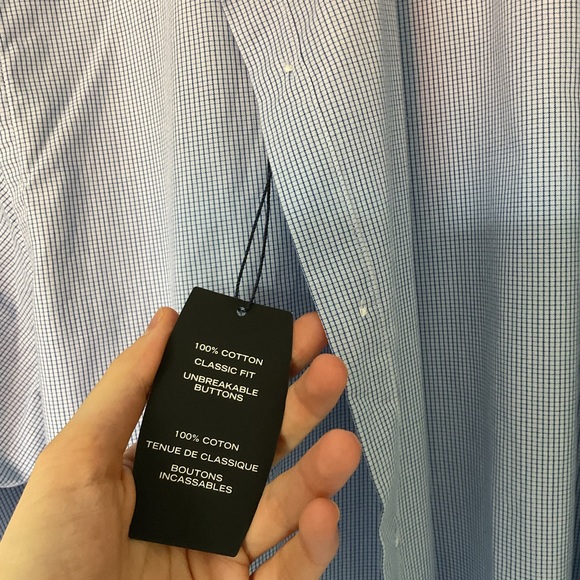 100% COTTON
CLASSIC FIT
UNBREAKABLE
BUTTONS
100% COTON
TENUE DE CLASSIQUE
BOUTONS
INCASSABLES